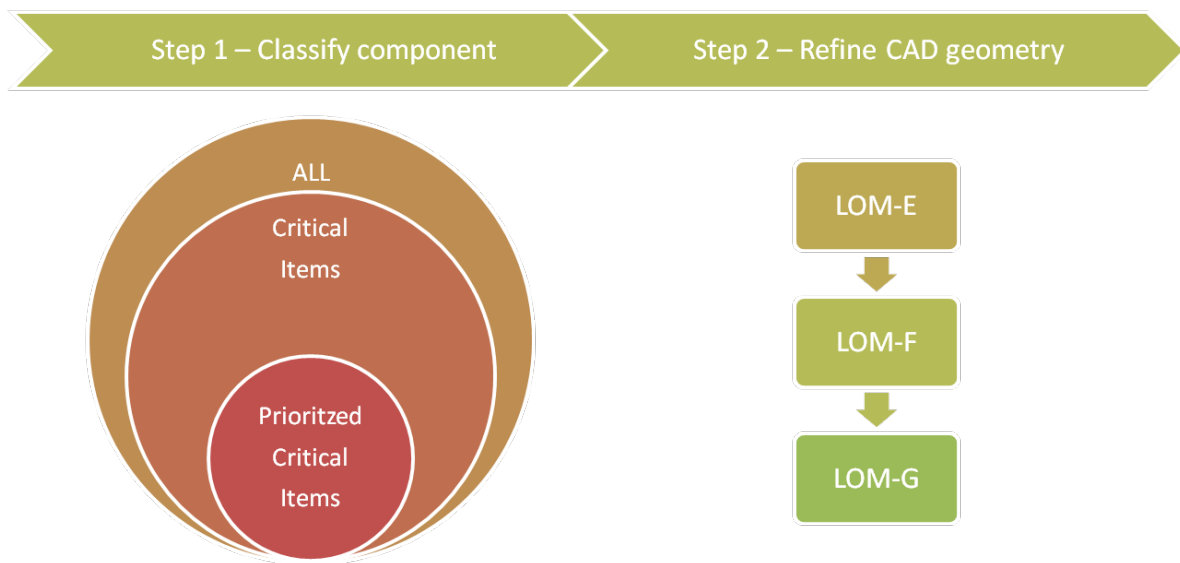 Step 1 – Classify component
Step 2 – Refine CAD geometry
ALL
Critical
Items
Prioritzed
Critical
Items
LOM-E
LOM-F
LOM-G